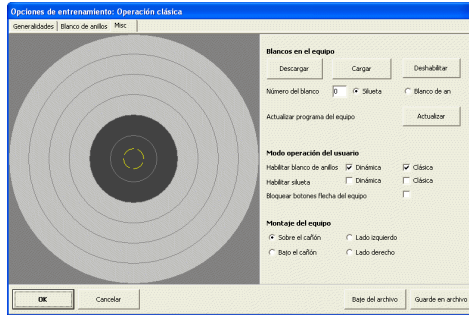 Opciones de entrenamiento: Operación clásica
Generalidades Blanco de anillos Misc
Blancos en el equipo
Descargar Cargar Deshabilitar
Número del blanco 0 Silueta Blanco de an
Actualizar programa del equipo Actualizar
Modo operación del usuario
Habilitar blanco de anillos Dinámica Clásica
Habilitar silueta Dinámica Clásica
Bloquear botones flecha del equipo
Montaje del equipo
Sobre el cañón Lado izquierdo
Bajo el cañón Lado derecho
OK Cancelar Baje del archivo Guarde en archivo